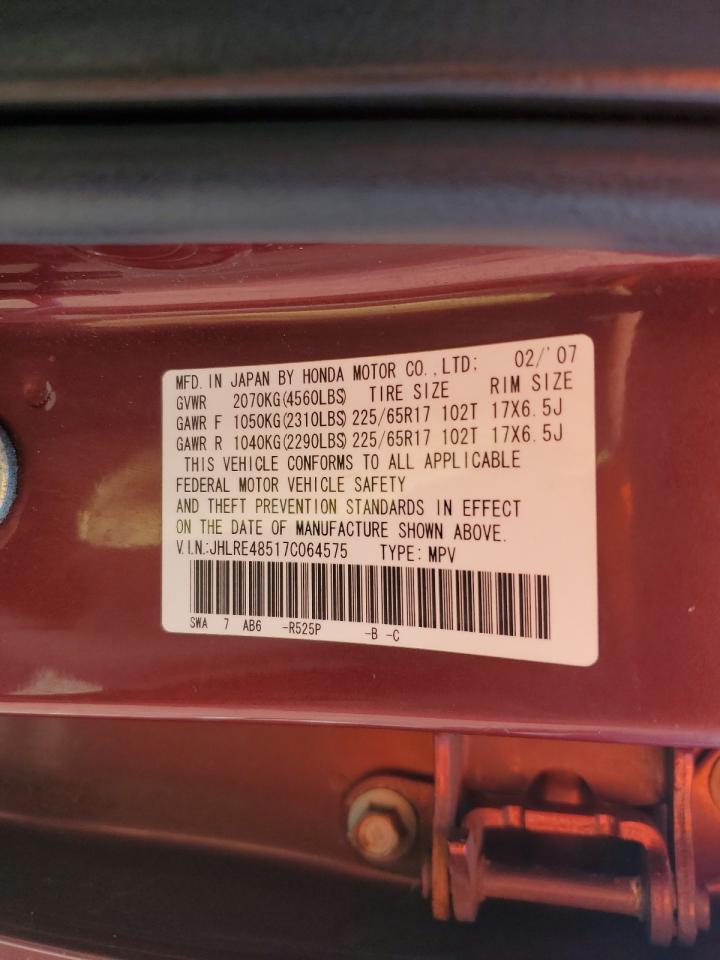 MFD. IN JAPAN BY HONDA MOTOR CO.,LTD: 02/'07
GVWR 2070KG(4560LBS) TIRE SIZE RIM SIZE
GAWR F 1050KG(2310LBS) 225/65R17 102T 17X6.5J
GAWR R 1040KG(2290LBS) 225/65R17 102T 17X6.5J
THIS VEHICLE CONFORMS TO ALL APPLICABLE
FEDERAL MOTOR VEHICLE SAFETY
AND THEFT PREVENTION STANDARDS IN EFFECT
ON THE DATE OF MANUFACTURE SHOWN ABOVE.
V.I.N.:JHLRE48517C064575 TYPE: MPV
SWA 7 AB6 -R525P -B -C